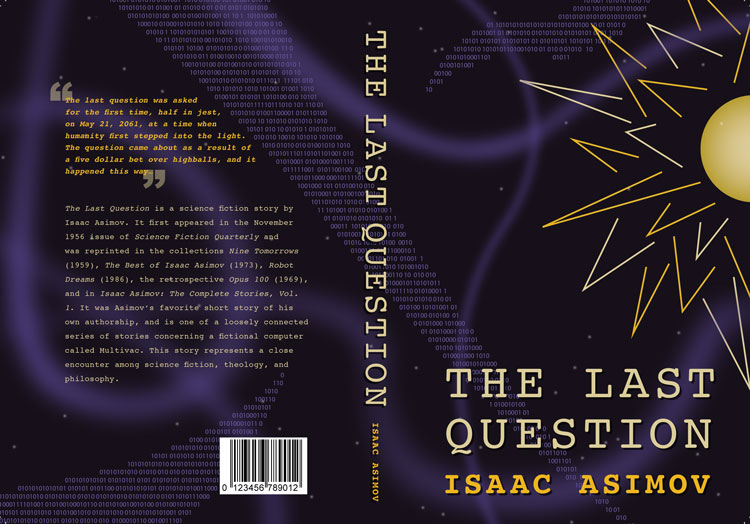 The last question was asked
for the first time, half in jest,
on May 21, 2061, at a time when
humanity first stepped into the light.
The question came about as a result of
a five dollar bet over highballs, and it
happened this way.
The Last Question is a science fiction story by
Isaac Asimov. It first appeared in the November
1956 issue of Science Fiction Quarterly and
was reprinted in the collections Nine Tomorrows
(1959), The Best of Isaac Asimov (1973), Robot
Dreams (1986), the retrospective Opus 100 (1969),
and in Isaac Asimov: The Complete Stories, Vol.
1. It was Asimov's favorite short story of his
own authorship, and is one of a loosely connected
series of stories concerning a fictional computer
called Multivac. This story represents a close
encounter among science fiction, theology, and
philosophy.
0 123456 789012
THE LAST QUESTION
ISAAC ASIMOV
THE LAST
QUESTION
ISAAC ASIMOV